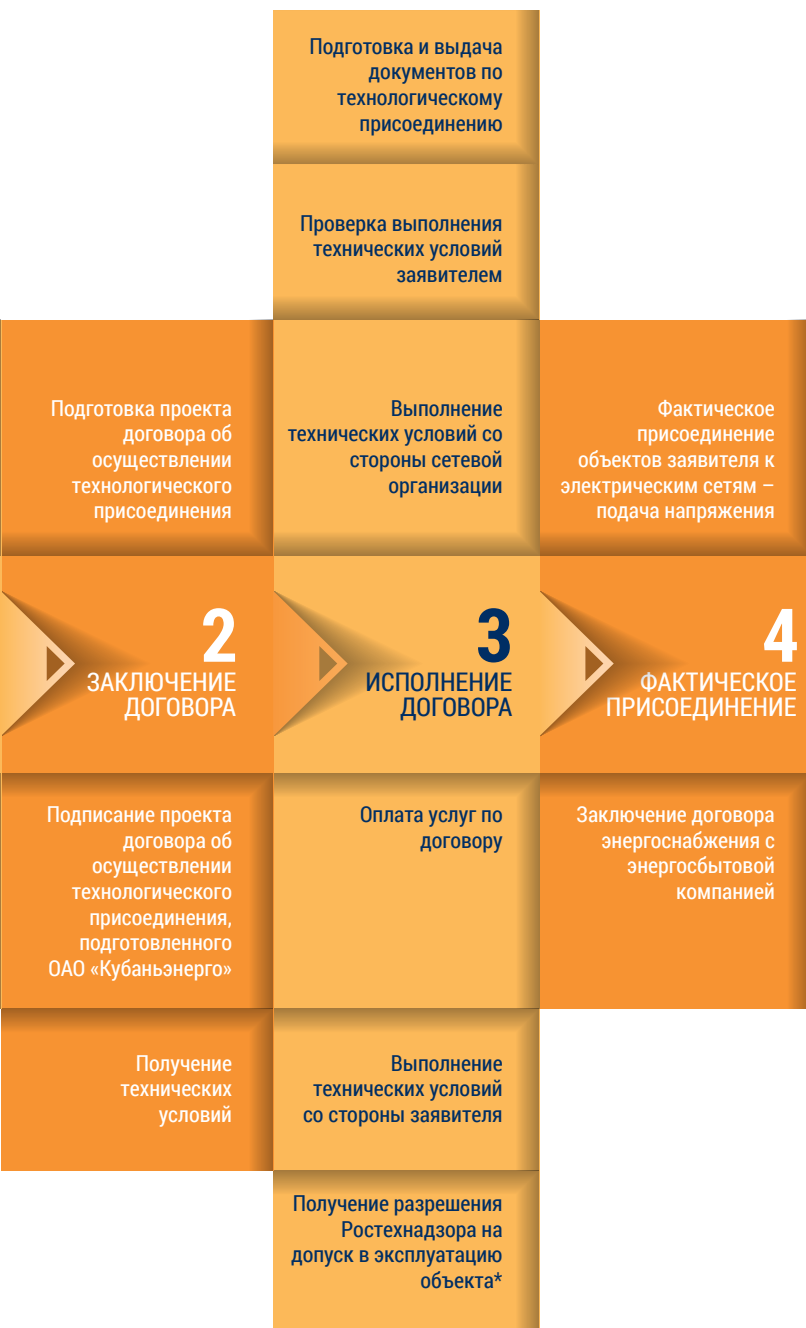 Подготовка и выдача
документов по
технологическому
присоединению
Проверка выполнения
технических условий
заявителем
Подготовка проекта
договора об
осуществлении
технологического
присоединения
Выполнение
технических условий со
стороны сетевой
организации
Фактическое
присоединение
объектов заявителя к
электрическим сетям –
подача напряжения
2
ЗАКЛЮЧЕНИЕ
ДОГОВОРА
3
ИСПОЛНЕНИЕ
ДОГОВОРА
4
ФАКТИЧЕСКОЕ
ПРИСОЕДИНЕНИЕ
Подписание проекта
договора об
осуществлении
технологического
присоединения,
подготовленного
ОАО «Кубаньэнерго»
Оплата услуг по
договору
Заключение договора
энергоснабжения с
энергосбытовой
компанией
Получение
технических
условий
Выполнение
технических условий
со стороны заявителя
Получение разрешения
Ростехнадзора на
допуск в эксплуатацию
объекта*